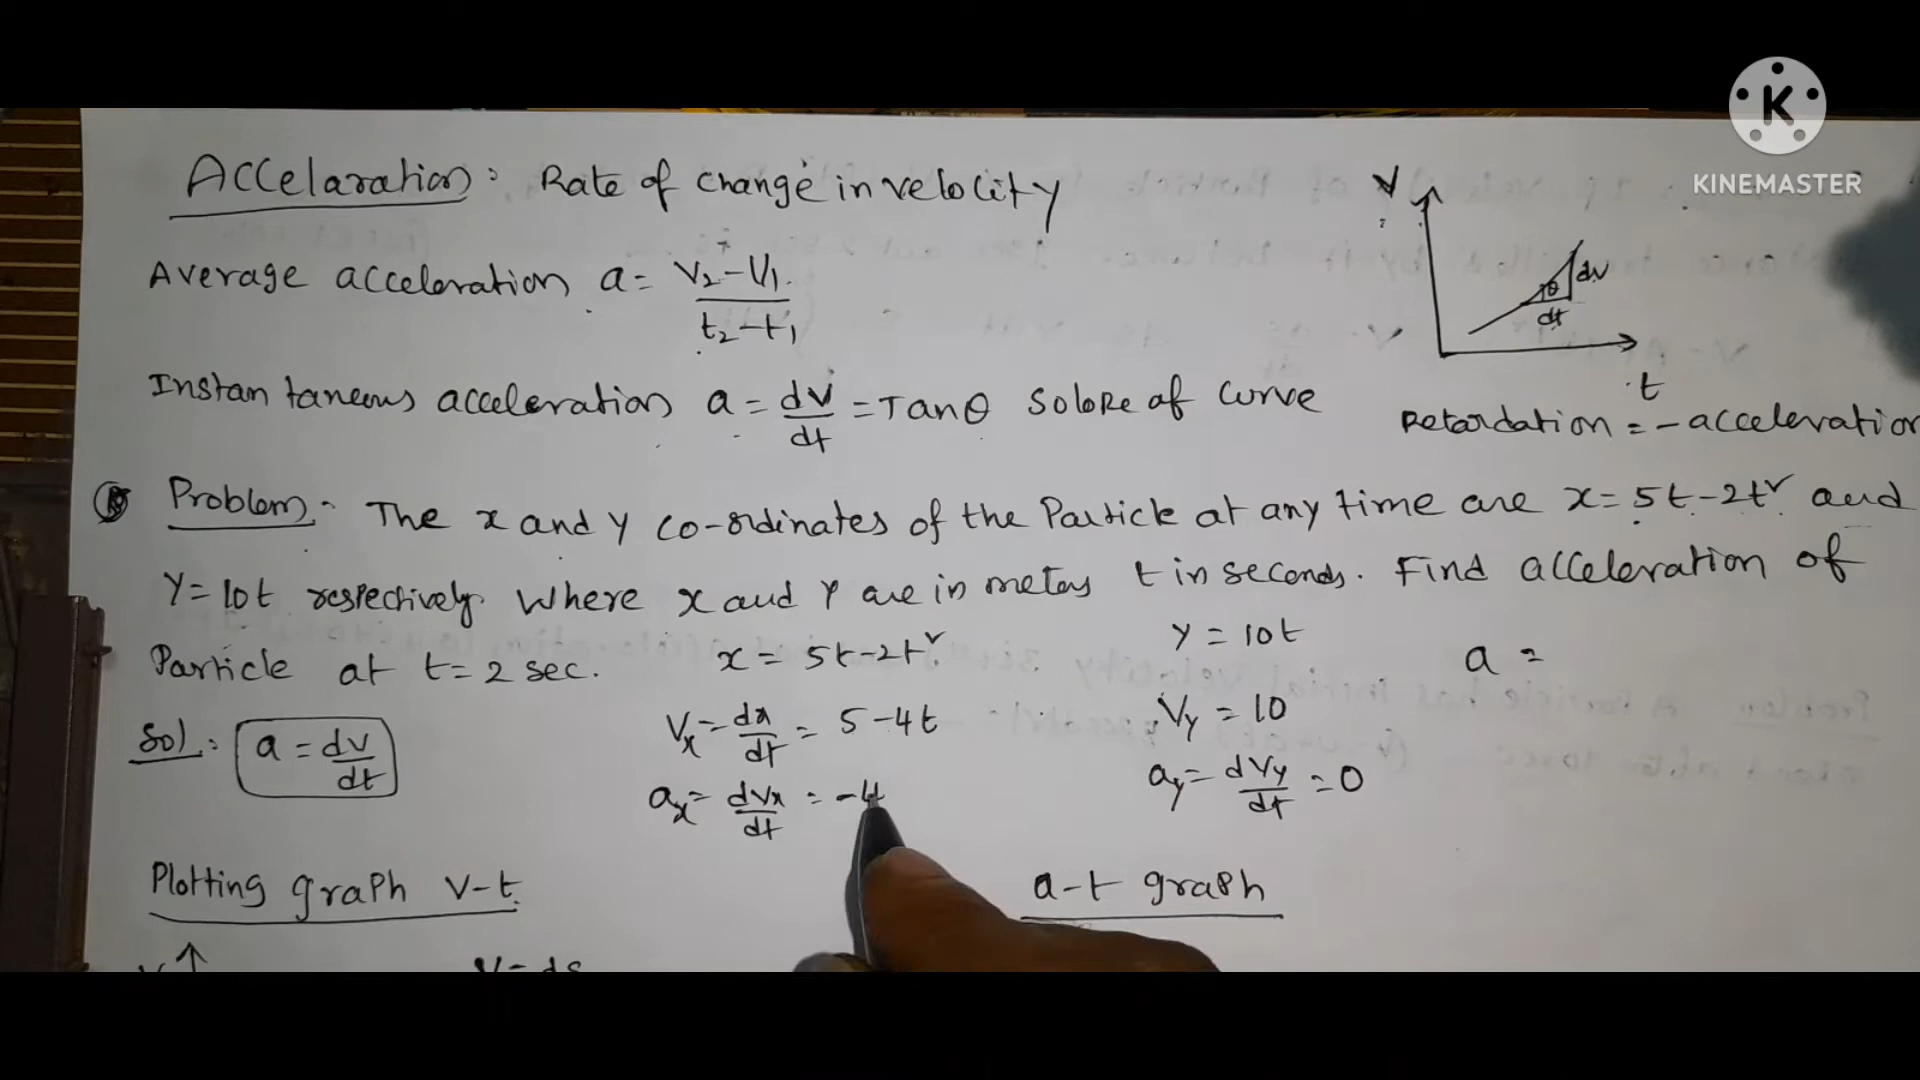 K
KINEMASTER
Accelaration: Rate of change in velocity
Average acceleration a = V2 - V1 / t2 - t1
V
dv
θ
dt
t
Instantaneous acceleration a = dv/dt = Tanθ Solope of curve
Retardation = - acceleration
Problem: The x and y co-ordinates of the Particle at any time are x = 5t - 2t² and
Y = 10t respectively. Where x and y are in meters t in seconds. Find acceleration of
Particle at t = 2 sec.
x = 5t - 2t²
Y = 10t
a =
Sol: a = dv/dt
Vx = dx/dt = 5 - 4t
Vy = 10
ax = dVx/dt = -4
ay = dVy/dt = 0
Plotting graph V-t
a-t graph
V = ds